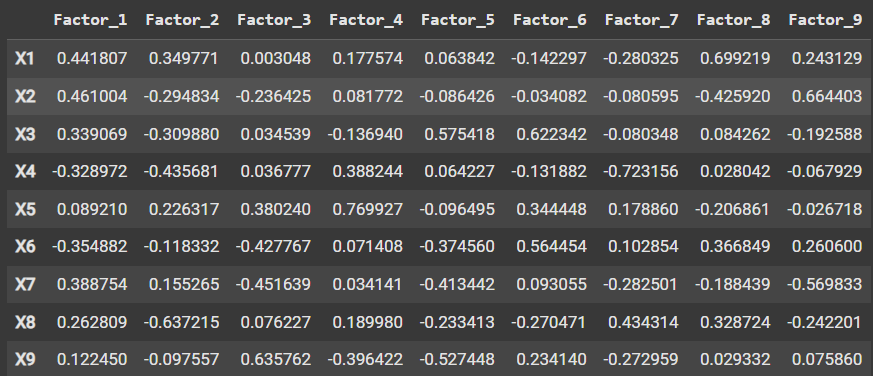 Factor_1 Factor_2 Factor_3 Factor_4 Factor_5 Factor_6 Factor_7 Factor_8 Factor_9
X1 0.441807 0.349771 0.003048 0.177574 0.063842 -0.142297 -0.280325 0.699219 0.243129
X2 0.461004 -0.294834 -0.236425 0.081772 -0.086426 -0.034082 -0.080595 -0.425920 0.664403
X3 0.339069 -0.309880 0.034539 -0.136940 0.575418 0.622342 -0.080348 0.084262 -0.192588
X4 -0.328972 -0.435681 0.036777 0.388244 0.064227 -0.131882 -0.723156 0.028042 -0.067929
X5 0.089210 0.226317 0.380240 0.769927 -0.096495 0.344448 0.178860 -0.206861 -0.026718
X6 -0.354882 -0.118332 -0.427767 0.071408 -0.374560 0.564454 0.102854 0.366849 0.260600
X7 0.388754 0.155265 -0.451639 0.034141 -0.413442 0.093055 -0.282501 -0.188439 -0.569833
X8 0.262809 -0.637215 0.076227 0.189980 -0.233413 -0.270471 0.434314 0.328724 -0.242201
X9 0.122450 -0.097557 0.635762 -0.396422 -0.527448 0.234140 -0.272959 0.029332 0.075860